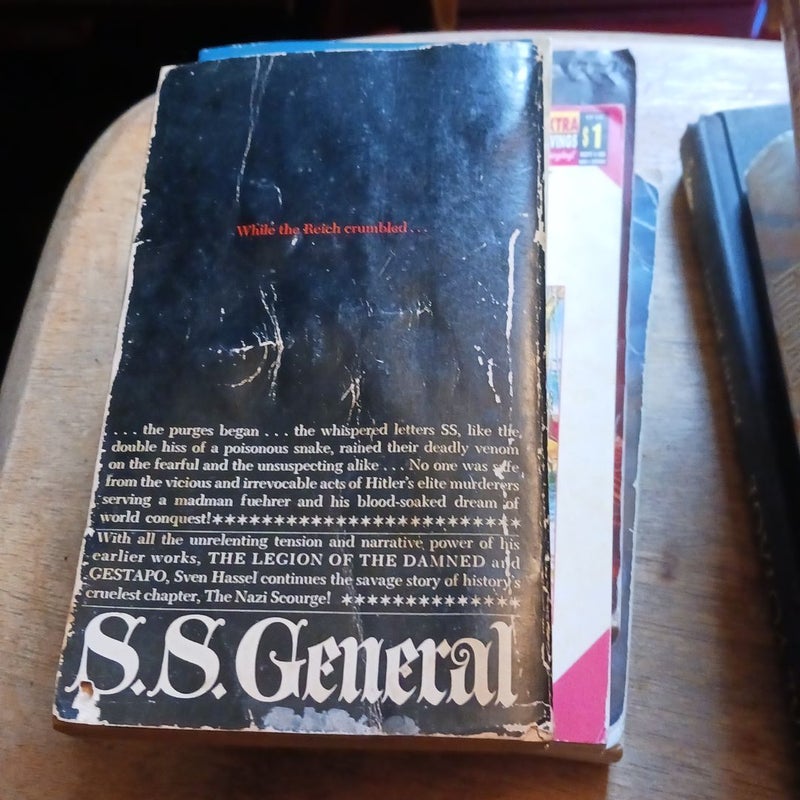 While the Reich crumbled . . .
. . . the purges began . . . the whispered letters SS, like the
double hiss of a poisonous snake, rained their deadly venom
on the fearful and the unsuspecting alike . . . No one was safe
from the vicious and irrevocable acts of Hitler's elite murderers
serving a madman fuehrer and his blood-soaked dream of
world conquest!★★★★★★★★★★★★★★★★★★★★★★★★★
With all the unrelenting tension and narrative power of his
earlier works, THE LEGION OF THE DAMNED and
GESTAPO, Sven Hassel continues the savage story of history's
cruelest chapter, The Nazi Scourge! ★★★★★★★★★★★★★★
S.S. General
$1